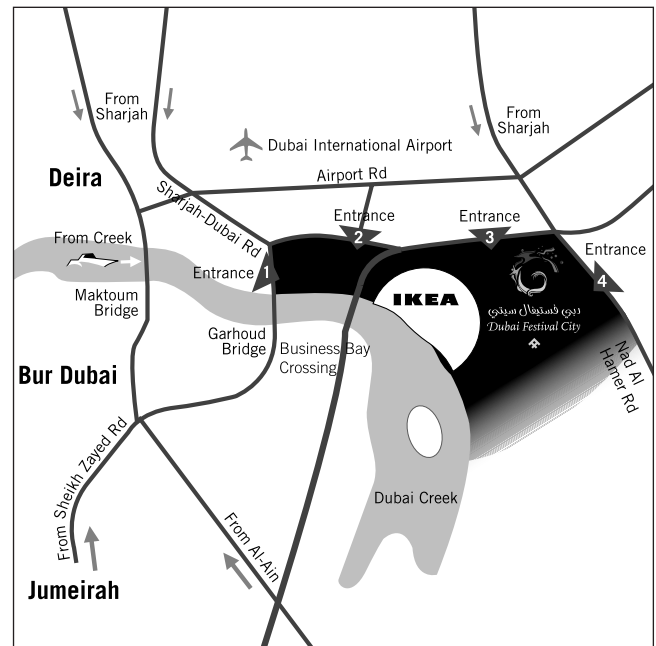 From
Sharjah
From
Sharjah
Dubai International Airport
Deira
Airport Rd
Sharjah-Dubai Rd
Entrance
2
Entrance
3
From Creek
Entrance
4
Entrance
1
IKEA
دبي فستيفال سيتي
Dubai Festival City
Maktoum
Bridge
Garhoud
Bridge
Business Bay
Crossing
Nad Al
Hamer Rd
Bur Dubai
From Sheikh Zayed Rd
Dubai Creek
From Al-Ain
Jumeirah